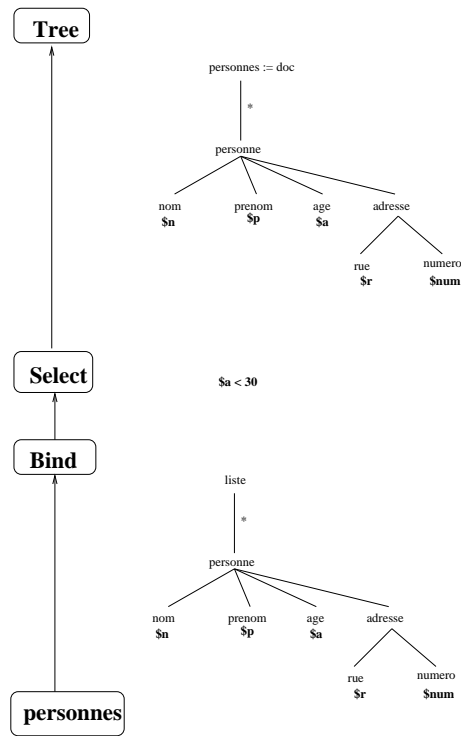 Tree
personnes := doc
*
personne
nom prenom age adresse
$n $p $a
rue numero
$r $num
Select
$a < 30
Bind
liste
*
personne
nom prenom age adresse
$n $p $a
rue numero
$r $num
personnes